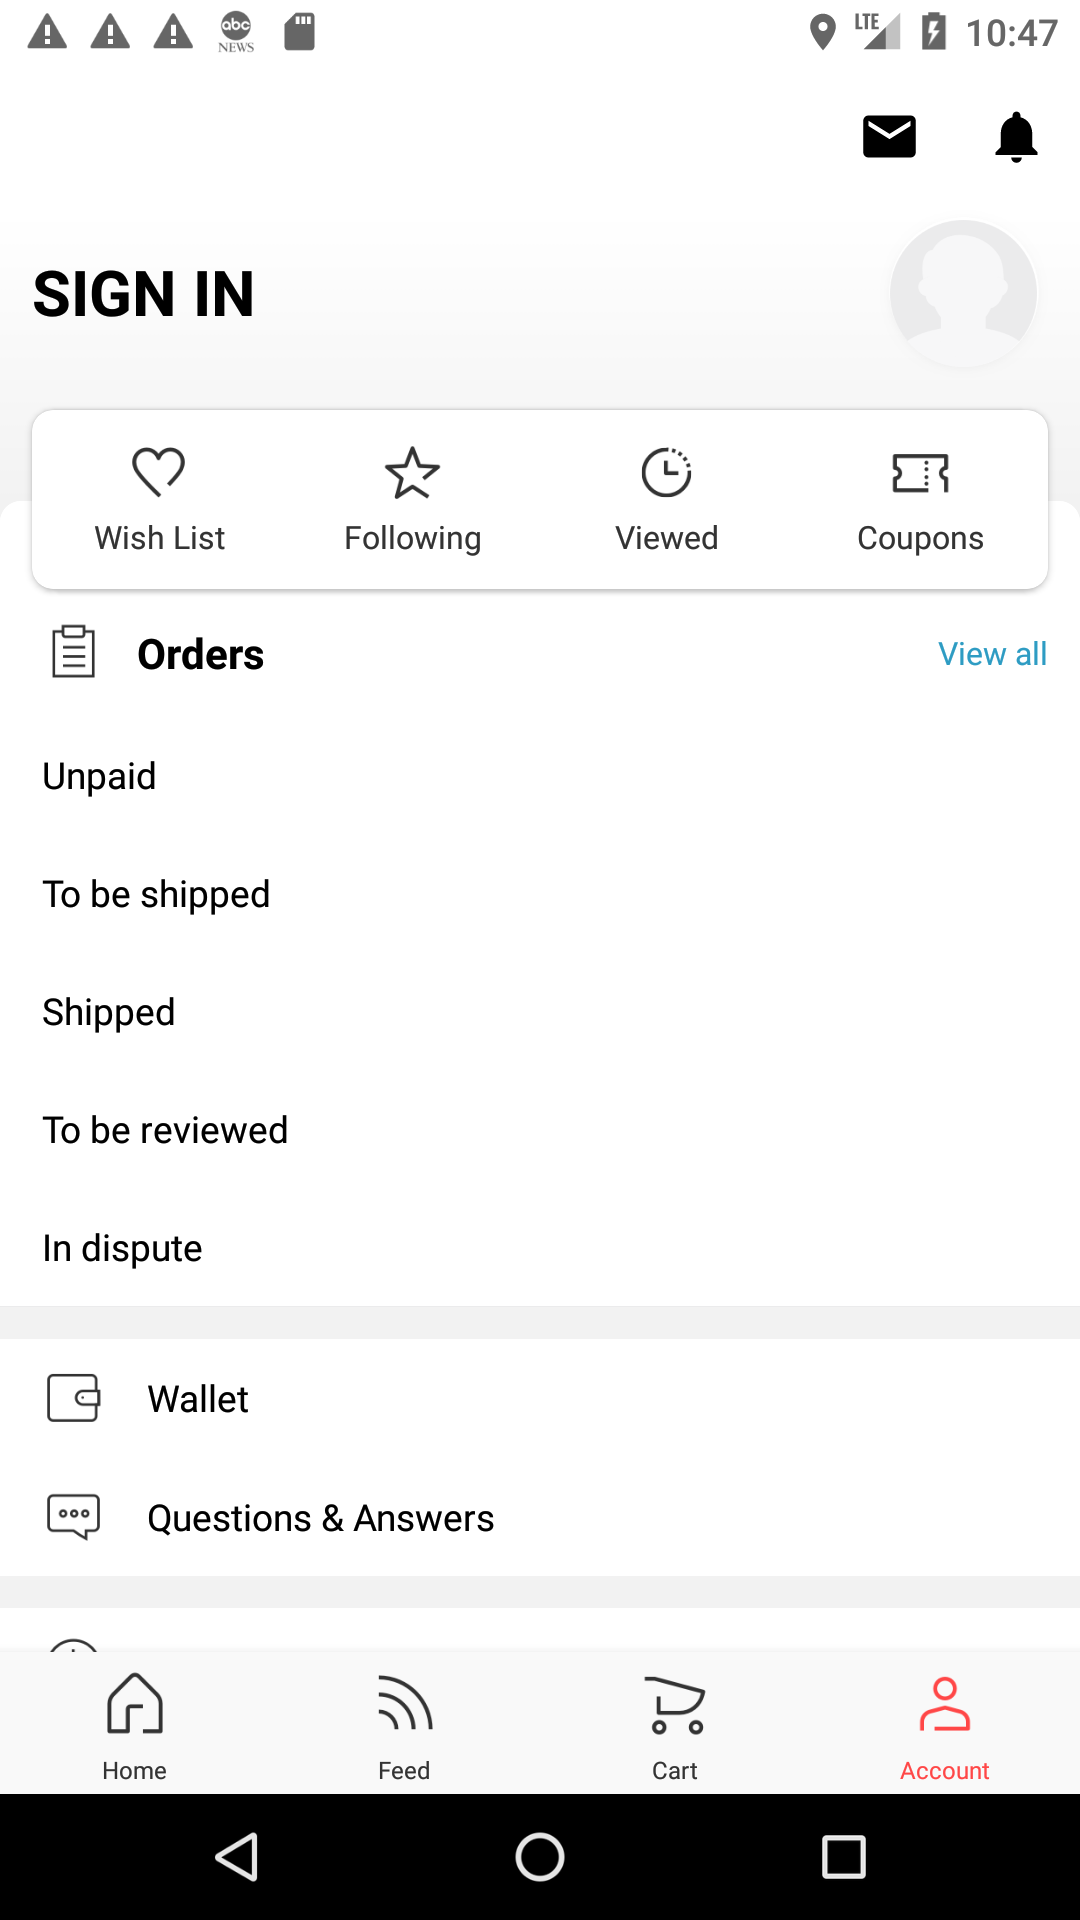 abc
NEWS
LTE
10:47
SIGN IN
Wish List
Following
Viewed
Coupons
Orders
View all
Unpaid
To be shipped
Shipped
To be reviewed
In dispute
Wallet
Questions & Answers
Home
Feed
Cart
Account